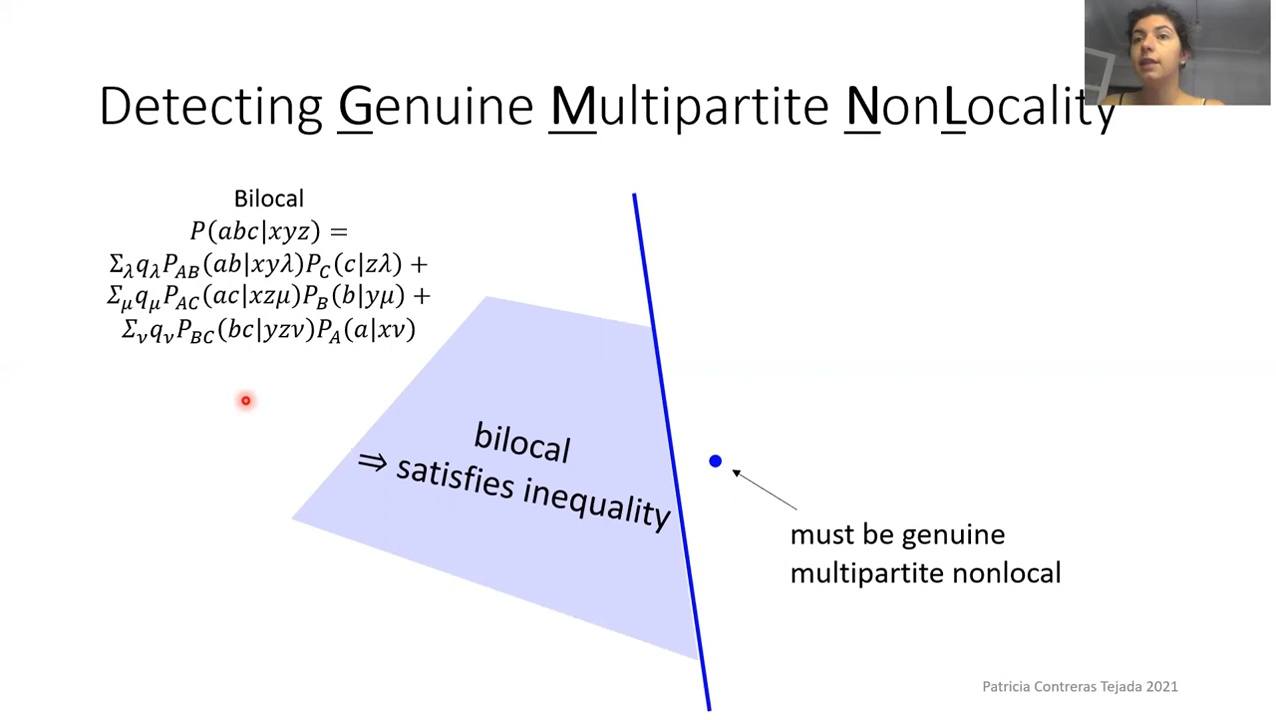 Detecting Genuine Multipartite NonLocality
Bilocal
𝑃(𝑎𝑏𝑐|𝑥𝑦𝑧) =
Σ_λ q_λ P_AB(ab|xyλ)P_C(c|zλ) +
Σ_μ q_μ P_AC(ac|xzμ)P_B(b|yμ) +
Σ_ν q_ν P_BC(bc|yzν)P_A(a|xν)
bilocal
⇒ satisfies inequality
must be genuine
multipartite nonlocal
Patricia Contreras Tejada 2021